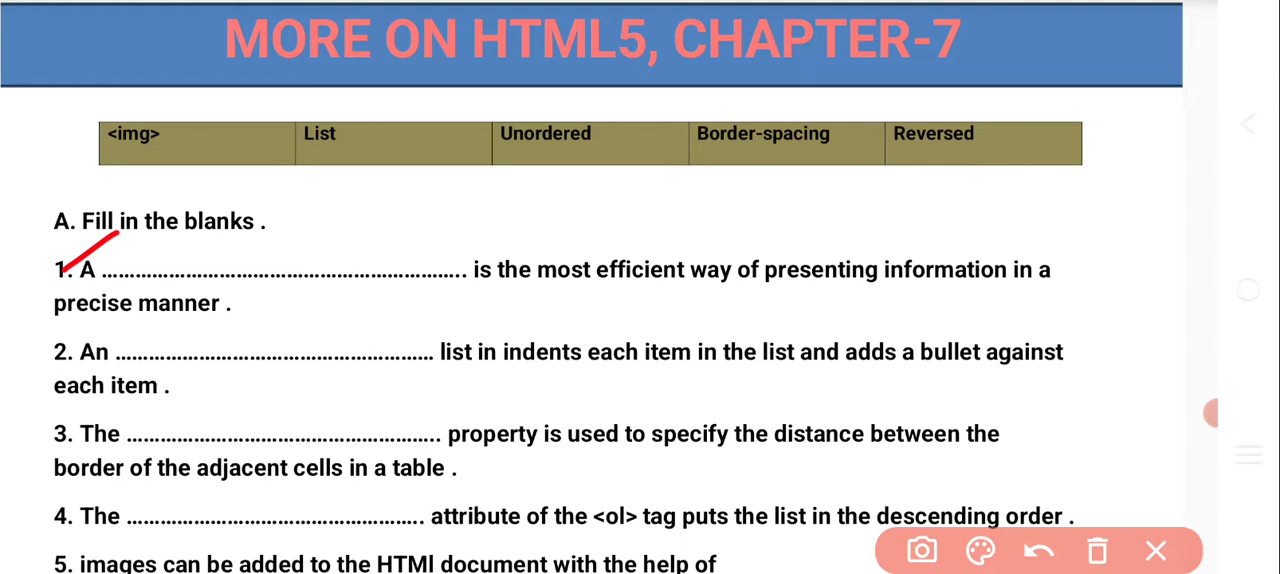 MORE ON HTML5, CHAPTER-7
<img> List Unordered Border-spacing Reversed
A. Fill in the blanks .
1. A ................................................................ is the most efficient way of presenting information in a
precise manner .
2. An ......................................................... list in indents each item in the list and adds a bullet against
each item .
3. The ........................................................ property is used to specify the distance between the
border of the adjacent cells in a table .
4. The ..................................................... attribute of the <ol> tag puts the list in the descending order .
5. images can be added to the HTMl document with the help of